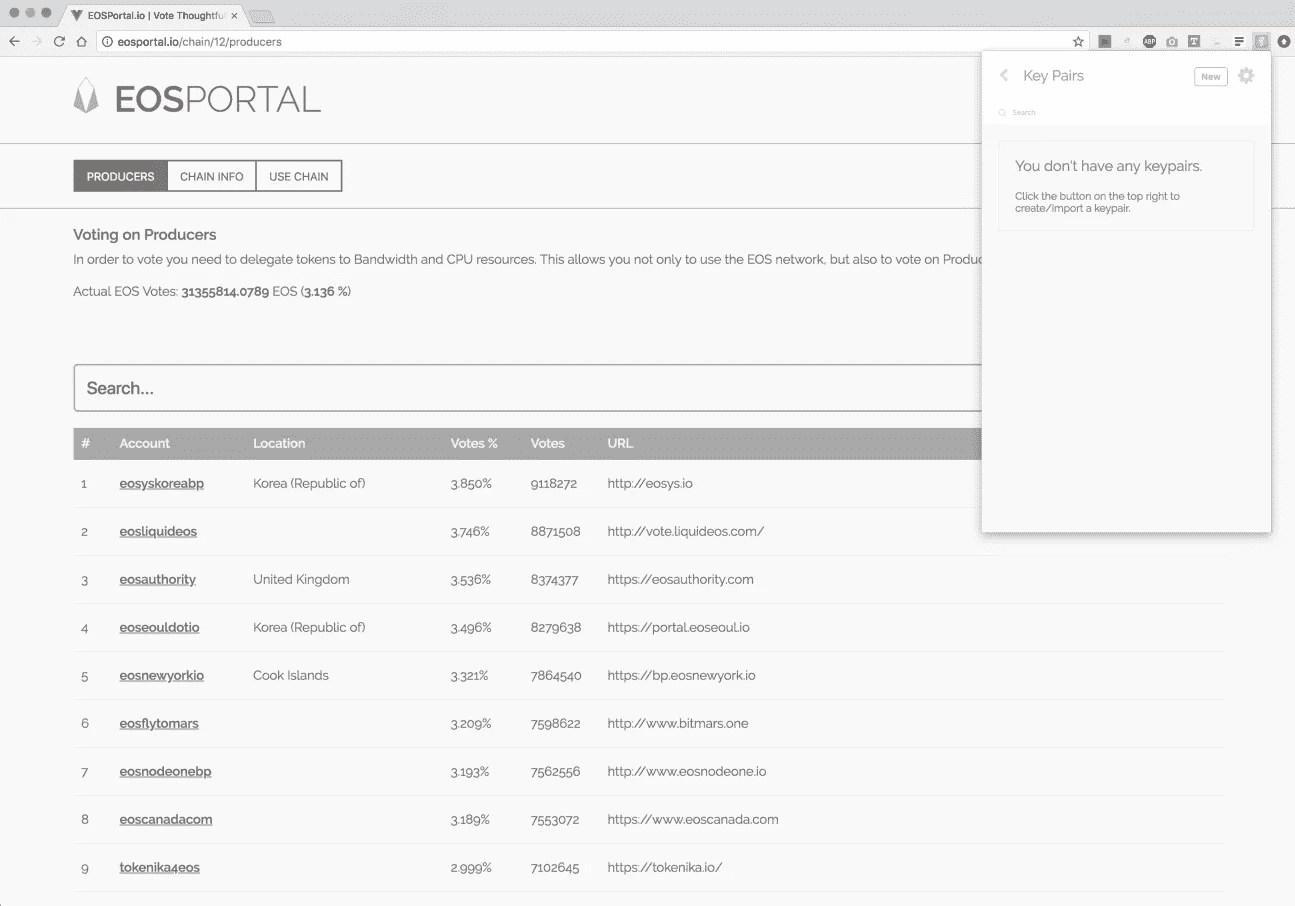 EOSPortal.io | Vote Thoughtfu
eosportal.io/chain/12/producers
ABP
T
Key Pairs
New
Search
You don't have any keypairs.
Click the button on the top right to
create/import a keypair.
EOSPORTAL
PRODUCERS CHAIN INFO USE CHAIN
Voting on Producers
In order to vote you need to delegate tokens to Bandwidth and CPU resources. This allows you not only to use the EOS network, but also to vote on Produc
Actual EOS Votes: 31355814.0789 EOS (3.136 %)
Search...
# Account Location Votes % Votes URL
1 eosyskoreabp Korea (Republic of) 3.850% 9118272 http://eosys.io
2 eosliquideos 3.746% 8871508 http://vote.liquideos.com/
3 eosauthority United Kingdom 3.536% 8374377 https://eosauthority.com
4 eoseouldotio Korea (Republic of) 3.496% 8279638 https://portal.eoseoul.io
5 eosnewyorkio Cook Islands 3.321% 7864540 https://bp.eosnewyork.io
6 eosflytomars 3.209% 7598622 http://www.bitmars.one
7 eosnodeonebp 3.193% 7562556 http://www.eosnodeone.io
8 eoscanadacom 3.189% 7553072 https://www.eoscanada.com
9 tokenika4eos 2.999% 7102645 https://tokenika.io/